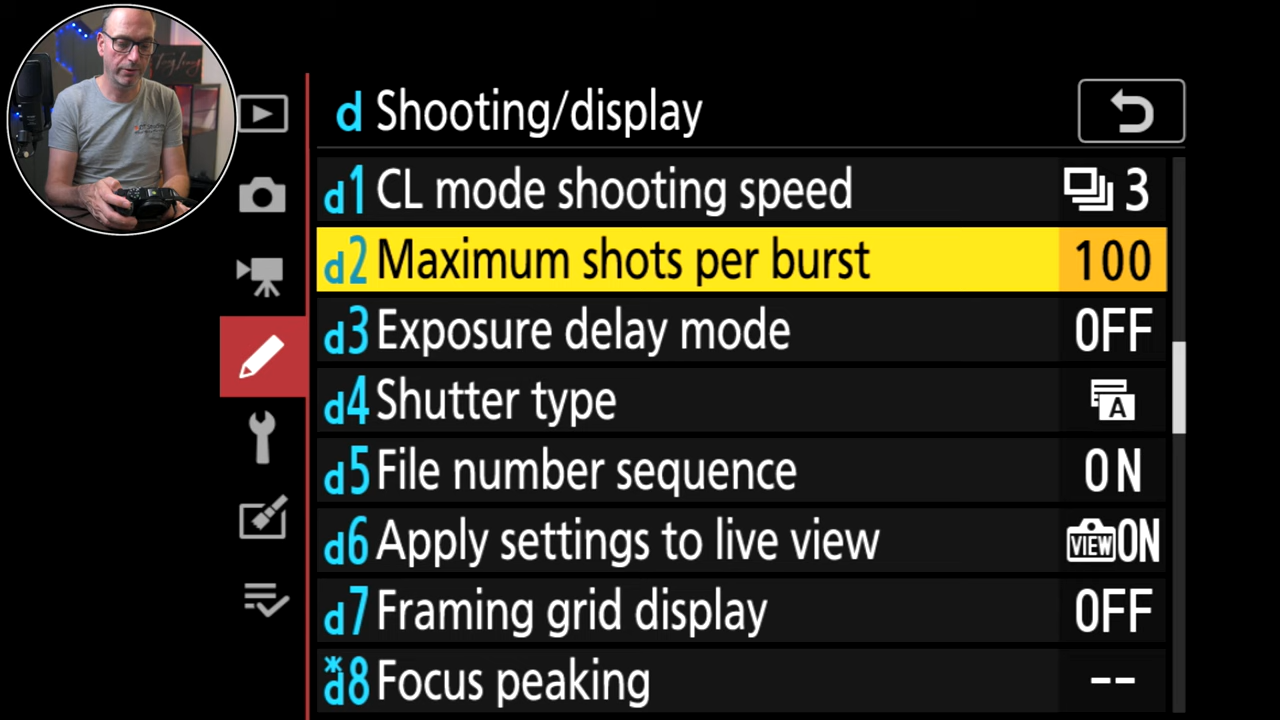 d Shooting/display
d1 CL mode shooting speed 3
d2 Maximum shots per burst 100
d3 Exposure delay mode OFF
d4 Shutter type A
d5 File number sequence ON
d6 Apply settings to live view VIEW ON
d7 Framing grid display OFF
*d8 Focus peaking --